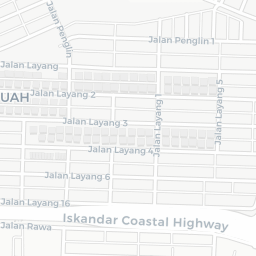 Jalan Penglin
Jalan Penglin 1
Jalan Layang
Jalan Layang 5
Jalan Layang 2
UAH
Jalan Layang 1
Jalan Layang 3
Jalan Layang 4
Jalan Layang 6
Jalan Layang 16
Iskandar Coastal Highway
Jalan Rawa